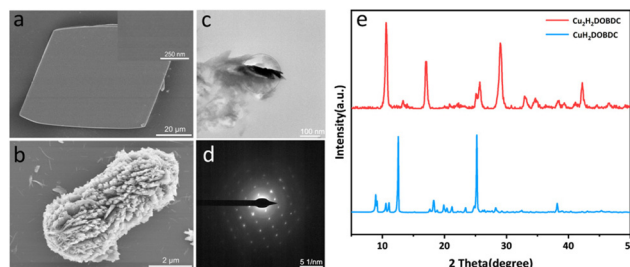 a
250 nm
20 μm
b
2 μm
c
100 nm
d
5 1/nm
e
Cu₂H₂DOBDC
CuH₂DOBDC
Intensity(a.u.)
10 20 30 40 50
2 Theta(degree)